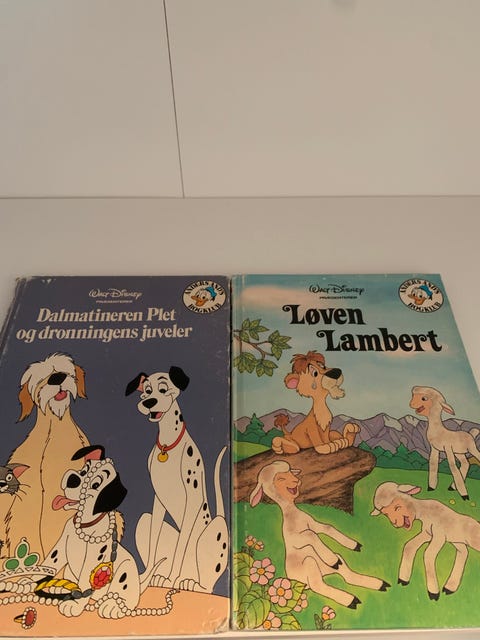 Walt Disney
PRÆSENTERER
Dalmatineren Plet
og dronningens juveler
ANDERS AND'S
BOGKLUB
Walt Disney
PRÆSENTERER
Løven
Lambert
ANDERS AND'S
BOGKLUB